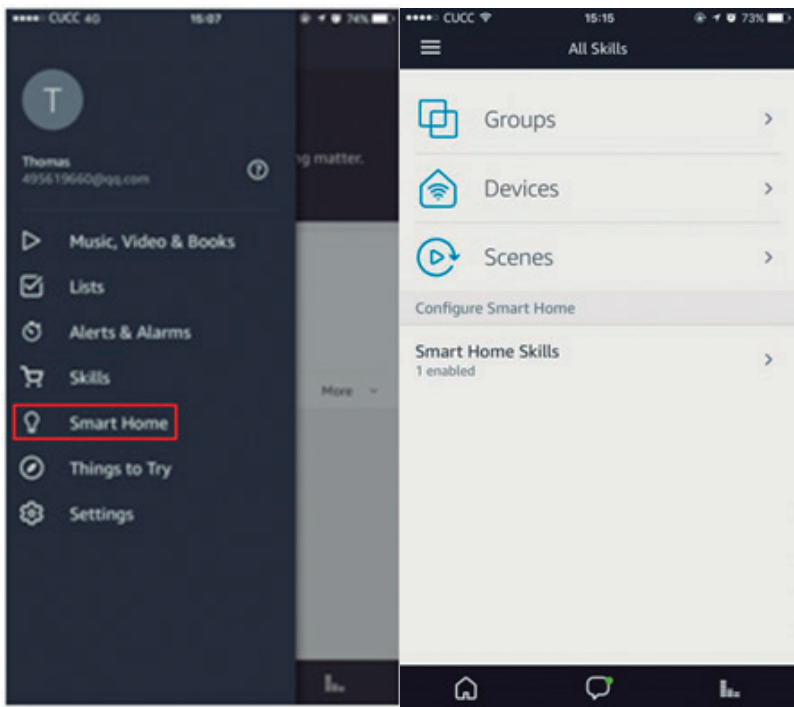 CUCC 4G 15:07 74%
T
Thomas
495619660@qq.com
ng matter.
Music, Video & Books
Lists
Alerts & Alarms
Skills
More
Smart Home
Things to Try
Settings
CUCC 15:15 73%
All Skills
Groups
Devices
Scenes
Configure Smart Home
Smart Home Skills
1 enabled